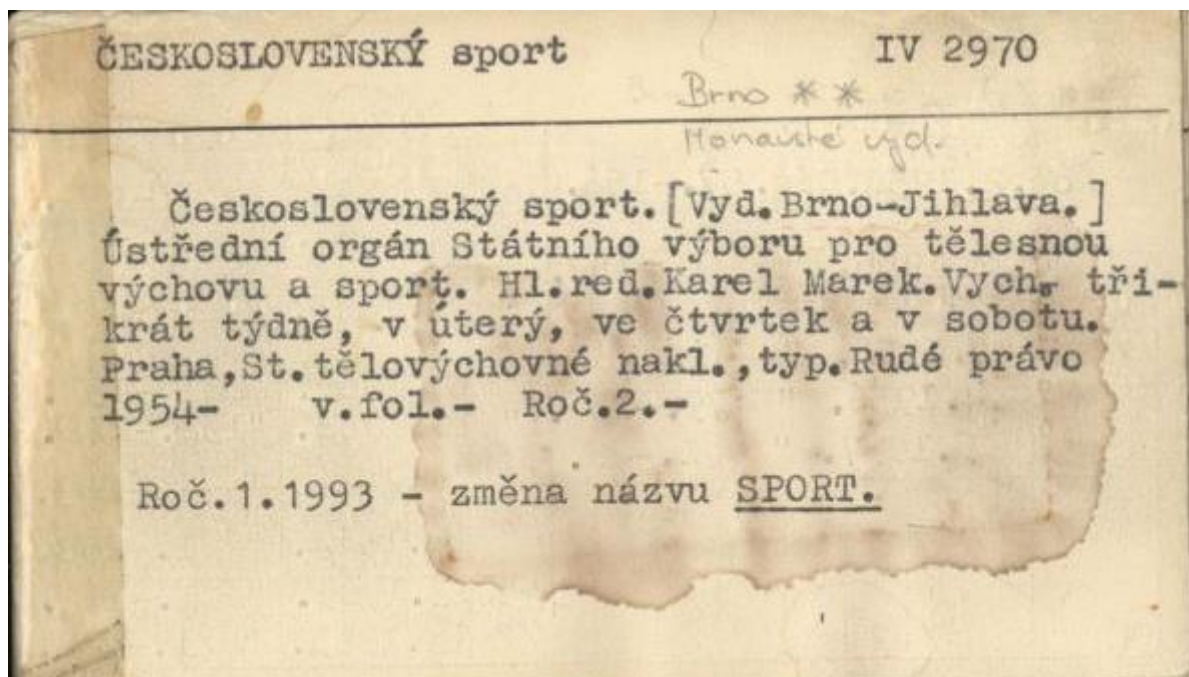 ČESKOSLOVENSKÝ sport IV 2970
Brno * *
vyd.
Československý sport.[Vyd.Brno-Jihlava.]
Ústřední orgán Státního výboru pro tělesnou
výchovu a sport. Hl.red.Karel Marek.Vych. tři-
krát týdně, v úterý, ve čtvrtek a v sobotu.
Praha,St.tělovýchovné nakl.,typ.Rudé právo
1954- v.fol.- Roč.2.-
Roč.1.1993 - změna názvu SPORT.